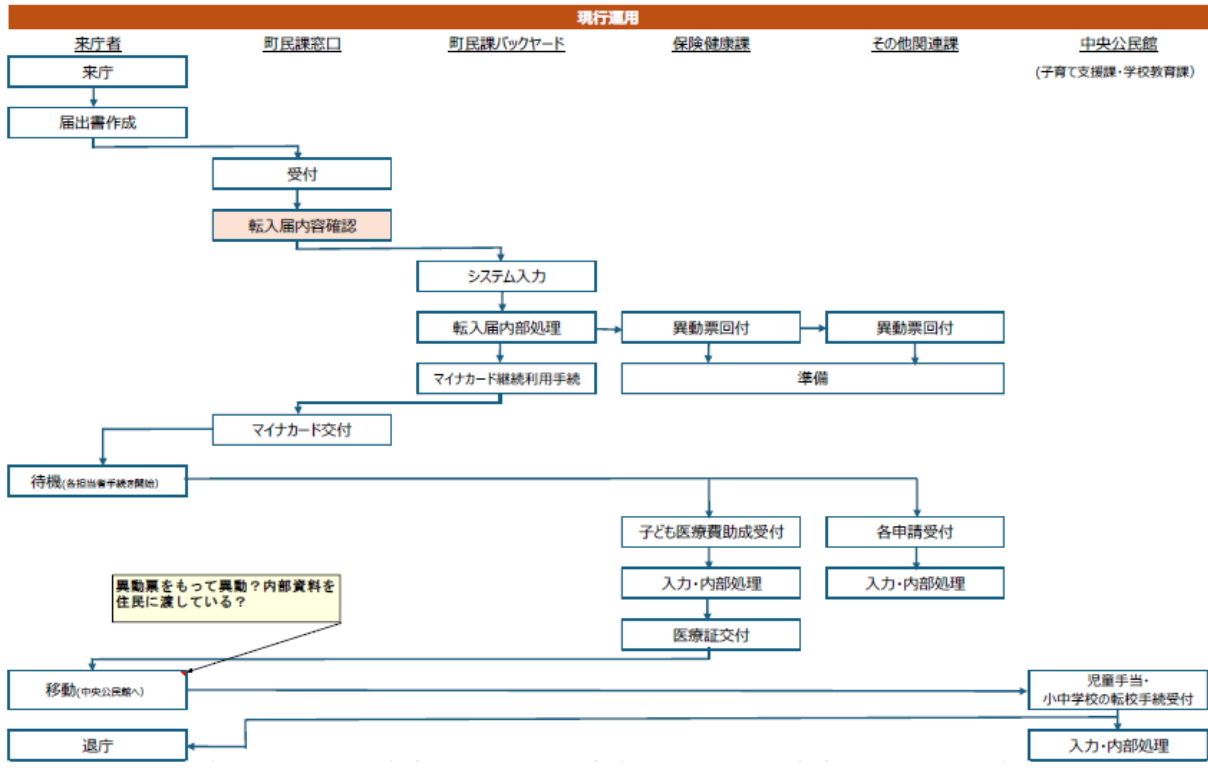 現行運用
来庁者 町民課窓口 町民課バックヤード 保険健康課 その他関連課 中央公民館
来庁 (子育て支援課・学校教育課)
届出書作成
受付
転入届内容確認
システム入力
転入届内部処理 異動票回付 異動票回付
マイナカード継続利用手続 準備
マイナカード交付
待機(各担当者手続き開始)
子ども医療費助成受付 各申請受付
入力・内部処理 入力・内部処理
異動票をもって異動？内部資料を
住民に渡している？
医療証交付
移動(中央公民館へ)
児童手当・
小中学校の転校手続受付
退庁 入力・内部処理